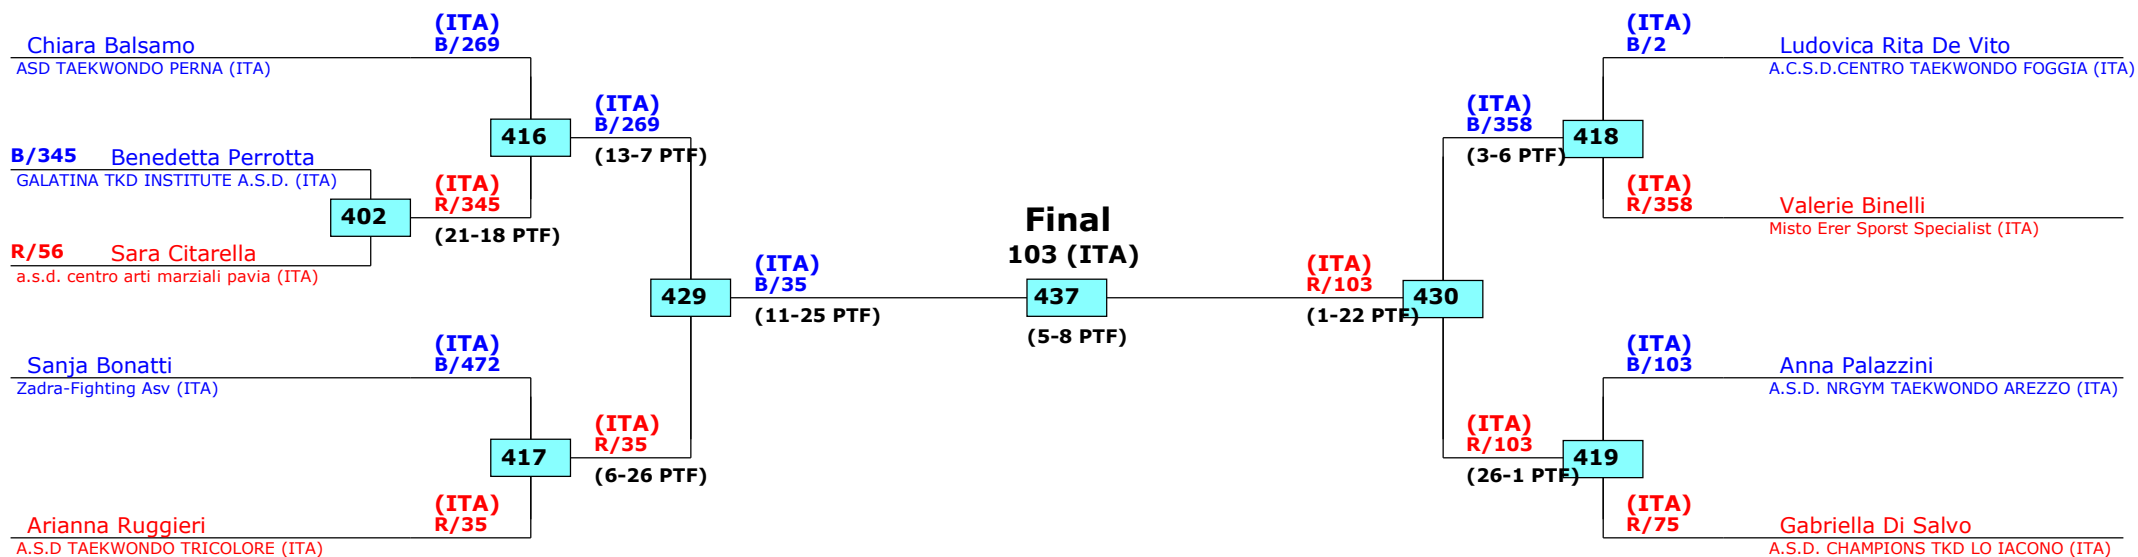 (ITA)
B/269
Chiara Balsamo
ASD TAEKWONDO PERNA (ITA)
416
(ITA)
B/269
(13-7 PTF)
B/345 Benedetta Perrotta
GALATINA TKD INSTITUTE A.S.D. (ITA)
402
(ITA)
R/345
(21-18 PTF)
R/56 Sara Citarella
a.s.d. centro arti marziali pavia (ITA)
429
(ITA)
B/35
(11-25 PTF)
Sanja Bonatti
Zadra-Fighting Asv (ITA)
(ITA)
B/472
417
(ITA)
R/35
(6-26 PTF)
Arianna Ruggieri
A.S.D TAEKWONDO TRICOLORE (ITA)
(ITA)
R/35
Final
103 (ITA)
437
(5-8 PTF)
(ITA)
R/103
(1-22 PTF)
430
(ITA)
B/358
(3-6 PTF)
418
(ITA)
B/2
Ludovica Rita De Vito
A.C.S.D.CENTRO TAEKWONDO FOGGIA (ITA)
(ITA)
R/358
Valerie Binelli
Misto Erer Sporst Specialist (ITA)
(ITA)
R/103
(26-1 PTF)
419
(ITA)
B/103
Anna Palazzini
A.S.D. NRGYM TAEKWONDO AREZZO (ITA)
(ITA)
R/75
Gabriella Di Salvo
A.S.D. CHAMPIONS TKD LO IACONO (ITA)